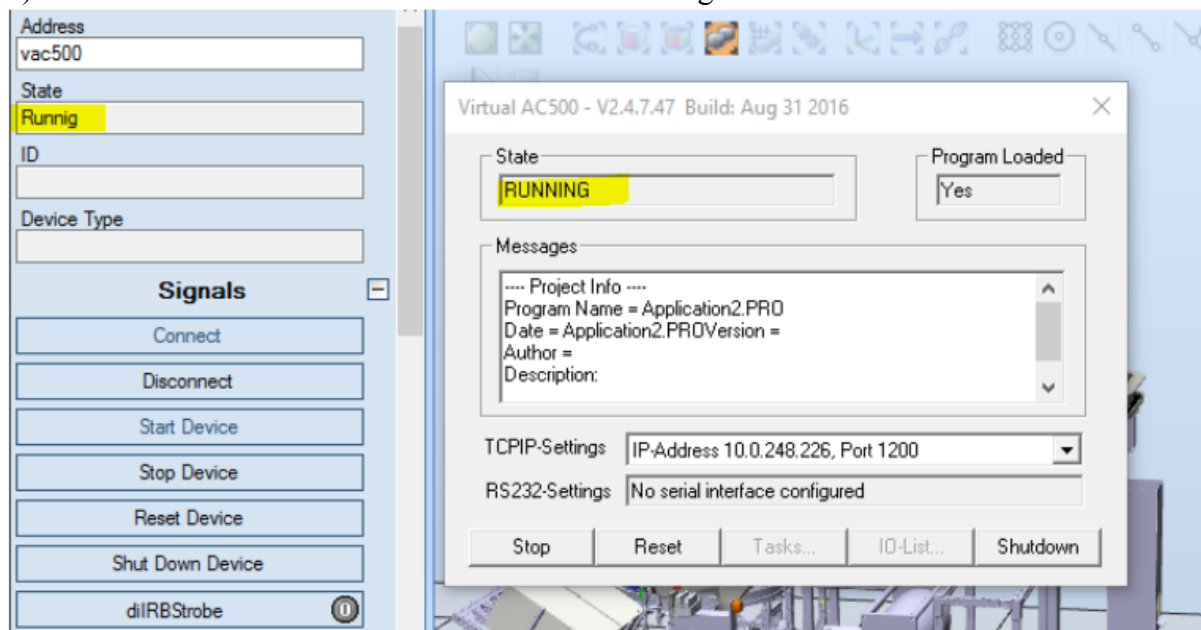 Address
vac500
State
Runnig
ID
Device Type
Signals
Connect
Disconnect
Start Device
Stop Device
Reset Device
Shut Down Device
diIRBStrobe
Virtual AC500 - V2.4.7.47 Build: Aug 31 2016
State
RUNNING
Program Loaded
Yes
Messages
---- Project Info ----
Program Name = Application2.PRO
Date = Application2.PROVersion =
Author =
Description:
TCPIP-Settings IP-Address 10.0.248.226, Port 1200
RS232-Settings No serial interface configured
Stop Reset Tasks... IO-List... Shutdown